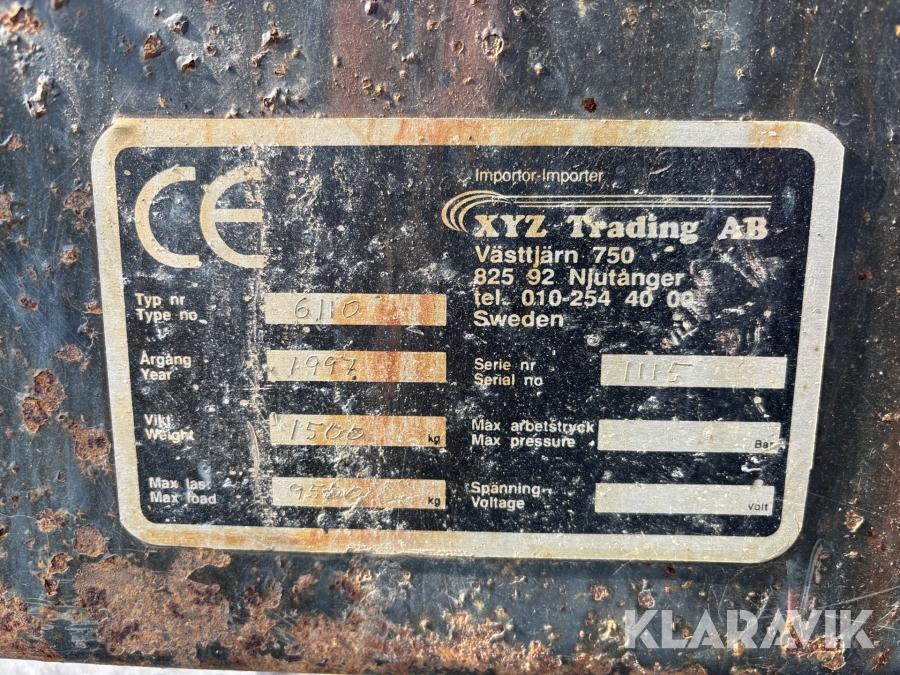 CE
Importör-Importer
XYZ Trading AB
Västtjärn 750
825 92 Njutånger
tel. 010-254 40 00
Sweden
Typ nr
Type no
6110
Årgång
Year
1997
Vikt
Weight
1500 kg
Max last
Max load
kg
Serie nr
Serial no
1115
Max arbetstryck
Max pressure
Bar
Spänning
Voltage
Volt
KLARAVIK